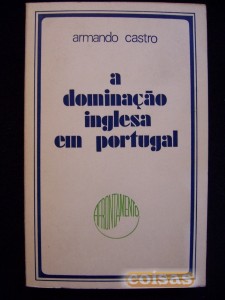 armando castro
a
dominação
inglesa
em portugal
AFRONTAMENTO
coisas